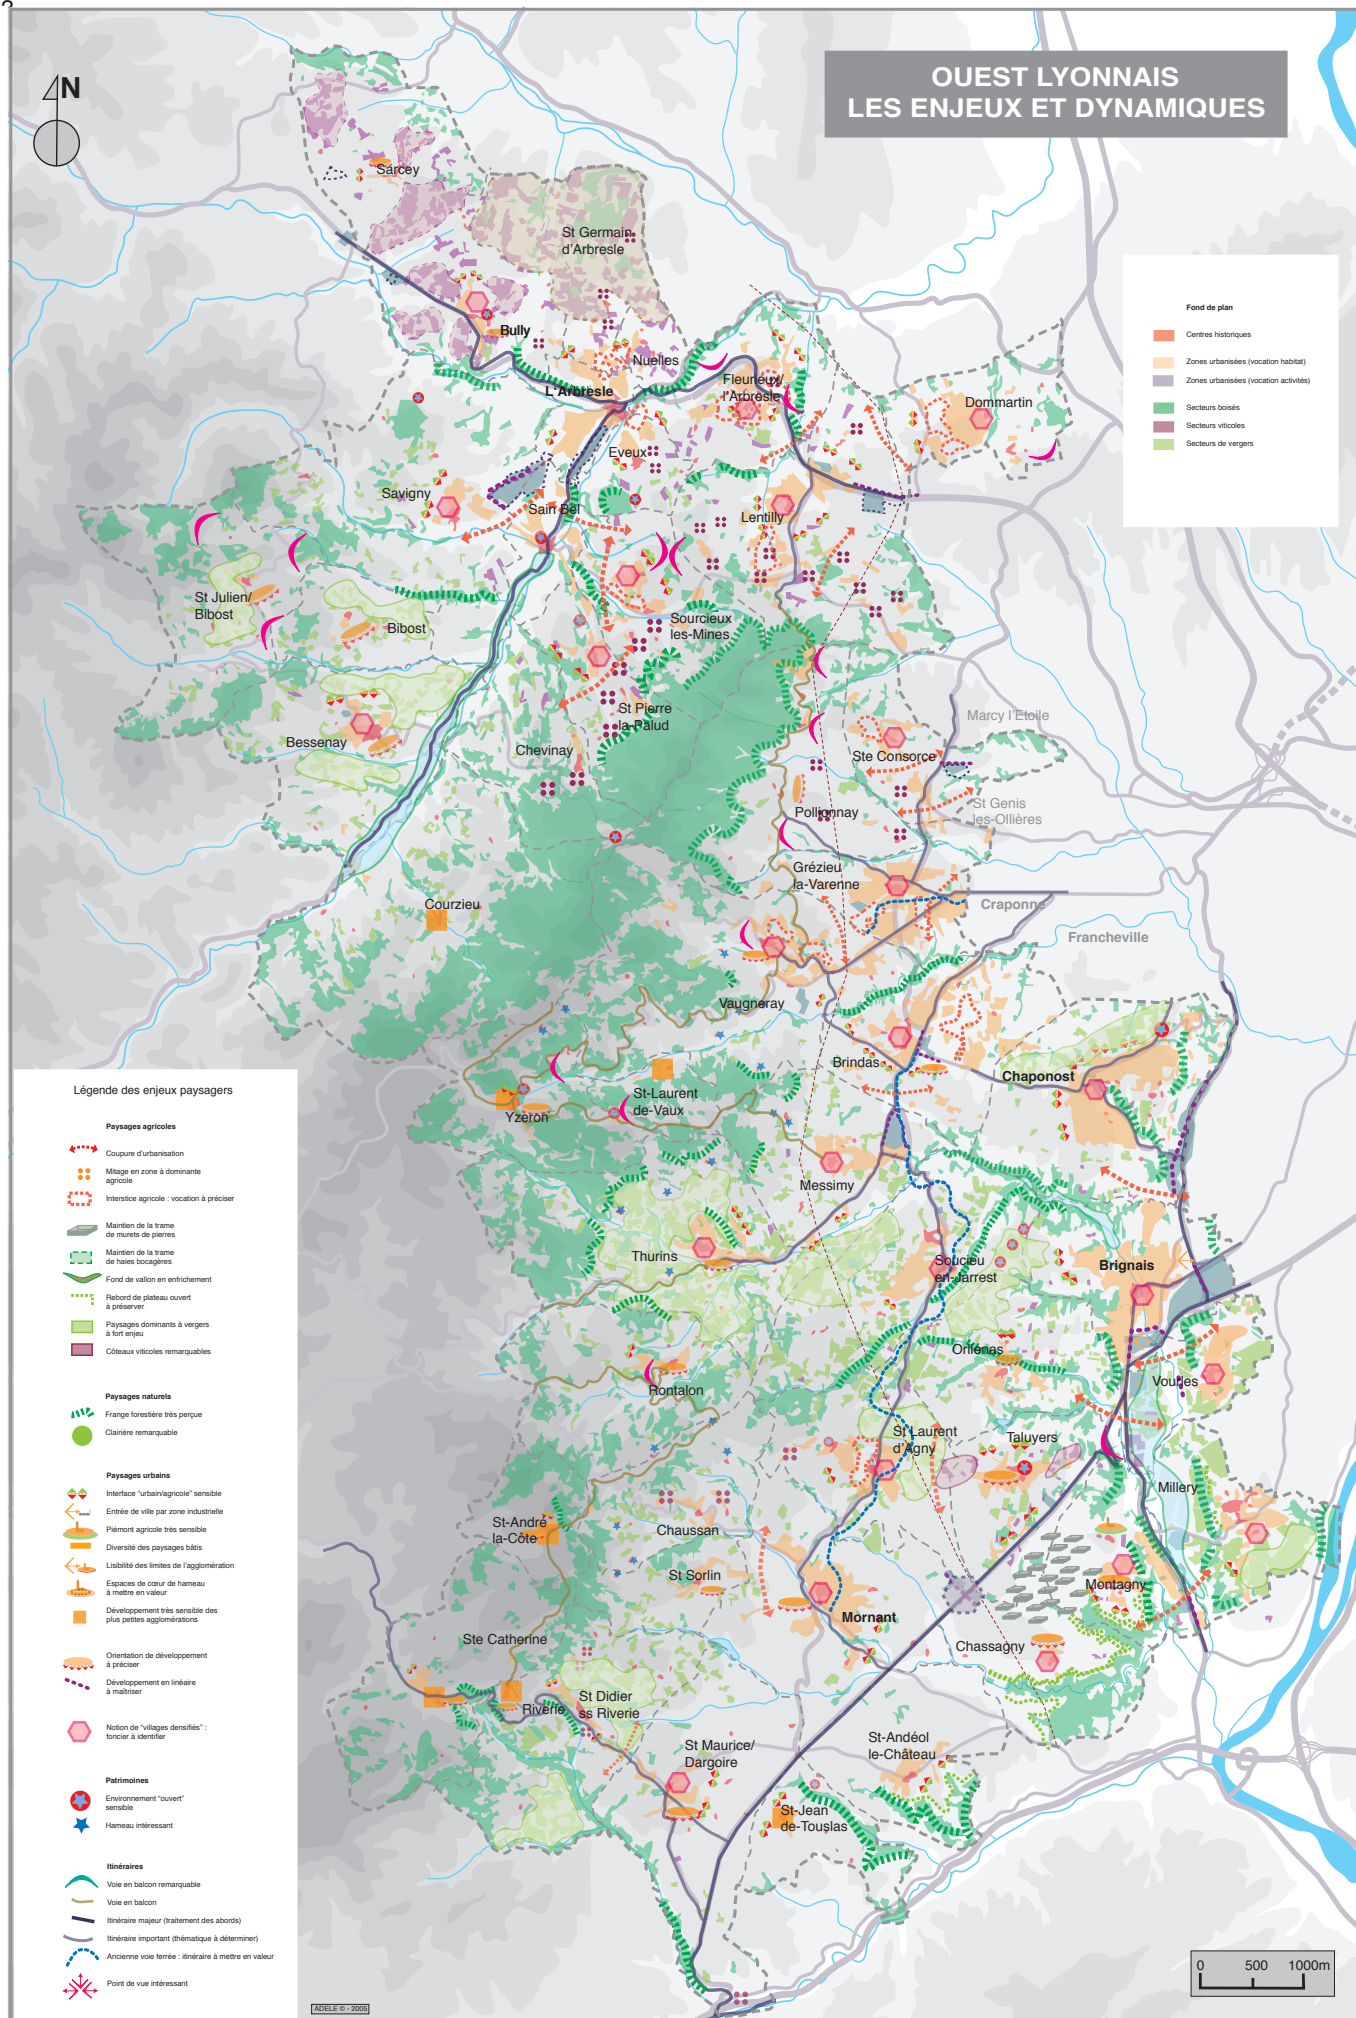 ?
OUEST LYONNAIS
LES ENJEUX ET DYNAMIQUES
N
Fond de plan
Centres historiques
Zones urbanisées (vocation habitat)
Zones urbanisées (vocation activités)
Secteurs boisés
Secteurs viticoles
Secteurs de vergers
Sarcey
St Germain
d'Arbresle
Bully
Nuelles
L'Arbresle
Fleurieux/
l'Arbresle
Dommartin
Eveux
Savigny
Sain Bel
Lentilly
St Julien/
Bibost
Bibost
Sourcieux
les-Mines
St Pierre
la-Palud
Bessenay
Chevinay
Marcy l'Etoile
Ste Consorce
Pollionnay
St Genis
les-Ollières
Grézieu
la-Varenne
Craponne
Courzieu
Francheville
Vaugneray
Brindas
Chaponost
St-Laurent
de-Vaux
Yzeron
Messimy
Thurins
Soucieu
en-Jarrest
Brignais
Orliénas
Vourles
Rontalon
St Laurent
d'Agny
Taluyers
Millery
St-André
la-Côte
Chaussan
St Sorlin
Montagny
Mornant
Ste Catherine
Chassagny
Riverie
St Didier
ss Riverie
St Maurice/
Dargoire
St-Andéol
le-Château
St-Jean
de-Touslas
Légende des enjeux paysagers
Paysages agricoles
Coupure d'urbanisation
Mitage en zone à dominante
agricole
Interstice agricole : vocation à préciser
Maintien de la trame
de murets de pierres
Maintien de la trame
de haies bocagères
Fond de vallon en enfrichement
Rebord de plateau ouvert
à préserver
Paysages dominants à vergers
à fort enjeu
Côteaux viticoles remarquables
Paysages naturels
Frange forestière très perçue
Clairière remarquable
Paysages urbains
Interface "urbain/agricole" sensible
Entrée de ville par zone industrielle
Piémont agricole très sensible
Diversité des paysages bâtis
Lisibilité des limites de l'agglomération
Espaces de cœur de hameau
à mettre en valeur
Développement très sensible des
plus petites agglomérations
Orientation de développement
à préciser
Développement en linéaire
à maîtriser
Notion de "villages densifiés" :
foncier à identifier
Patrimoines
Environnement "ouvert"
sensible
Hameau intéressant
Itinéraires
Voie en balcon remarquable
Voie en balcon
Itinéraire majeur (traitement des abords)
Itinéraire important (thématique à déterminer)
Ancienne voie ferrée : itinéraire à mettre en valeur
Point de vue intéressant
ADELE © - 2005
0 500 1000m